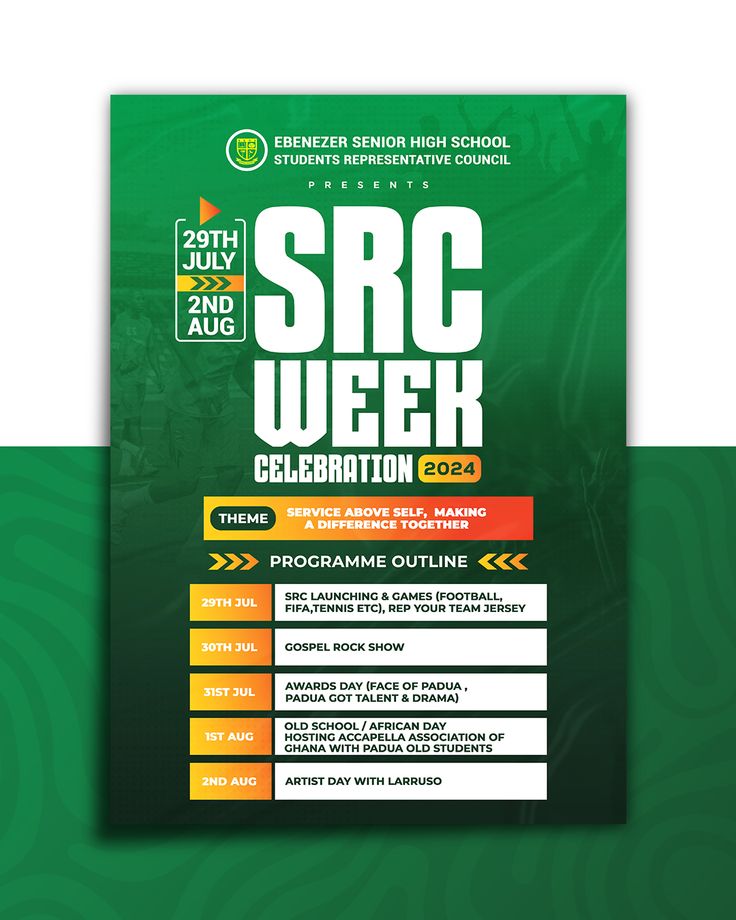 EBENEZER SENIOR HIGH SCHOOL
STUDENTS REPRESENTATIVE COUNCIL
PRESENTS
29TH
JULY
2ND
AUG
SRC
WEEK
CELEBRATION 2024
THEME
SERVICE ABOVE SELF, MAKING
A DIFFERENCE TOGETHER
PROGRAMME OUTLINE
29TH JUL
SRC LAUNCHING & GAMES (FOOTBALL,
FIFA,TENNIS ETC), REP YOUR TEAM JERSEY
30TH JUL
GOSPEL ROCK SHOW
31ST JUL
AWARDS DAY (FACE OF PADUA ,
PADUA GOT TALENT & DRAMA)
1ST AUG
OLD SCHOOL / AFRICAN DAY
HOSTING ACCAPELLA ASSOCIATION OF
GHANA WITH PADUA OLD STUDENTS
2ND AUG
ARTIST DAY WITH LARRUSO